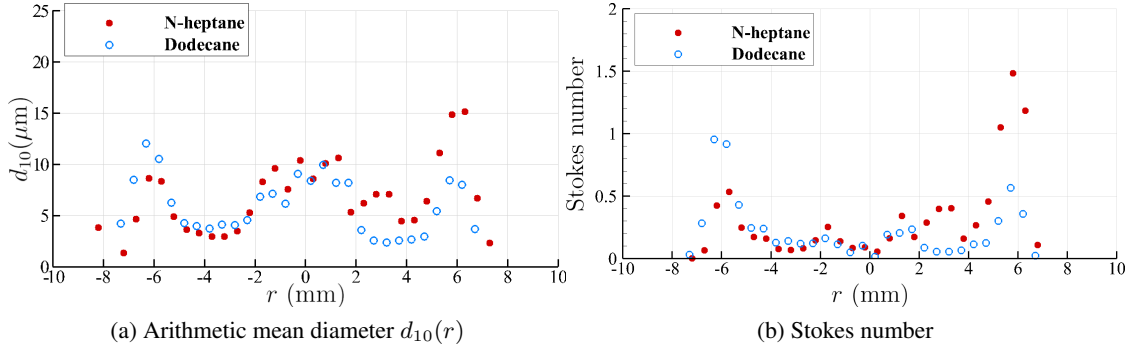 25
20
15
10
5
0
d10(μm
N-heptane
Dodecane
-10 -8 -6 -4 -2 0 2 4 6 8 10
r (mm)
(a) Arithmetic mean diameter d10(r)
2
1.5
1
0.5
0
Stokes number
N-heptane
Dodecane
-10 -8 -6 -4 -2 0 2 4 6 8 10
r (mm)
(b) Stokes number